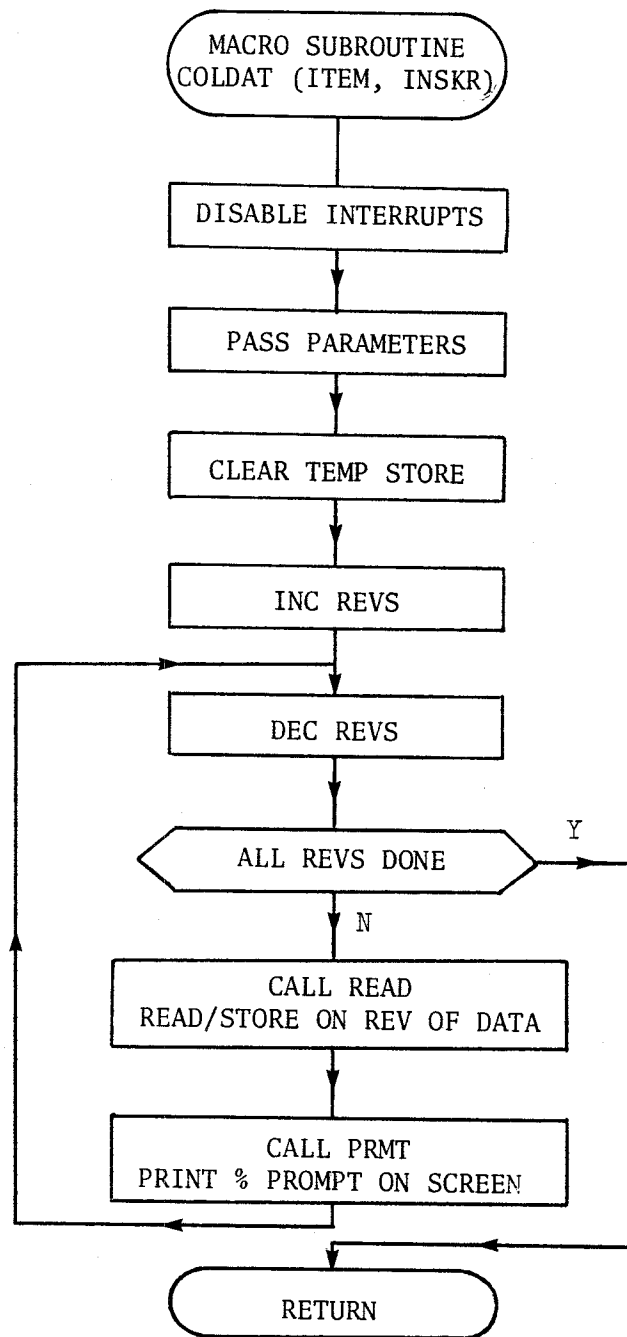 MACRO SUBROUTINE
COLDAT (ITEM, INSKR)
DISABLE INTERRUPTS
PASS PARAMETERS
CLEAR TEMP STORE
INC REVS
DEC REVS
ALL REVS DONE
Y
N
CALL READ
READ/STORE ON REV OF DATA
CALL PRMT
PRINT % PROMPT ON SCREEN
RETURN